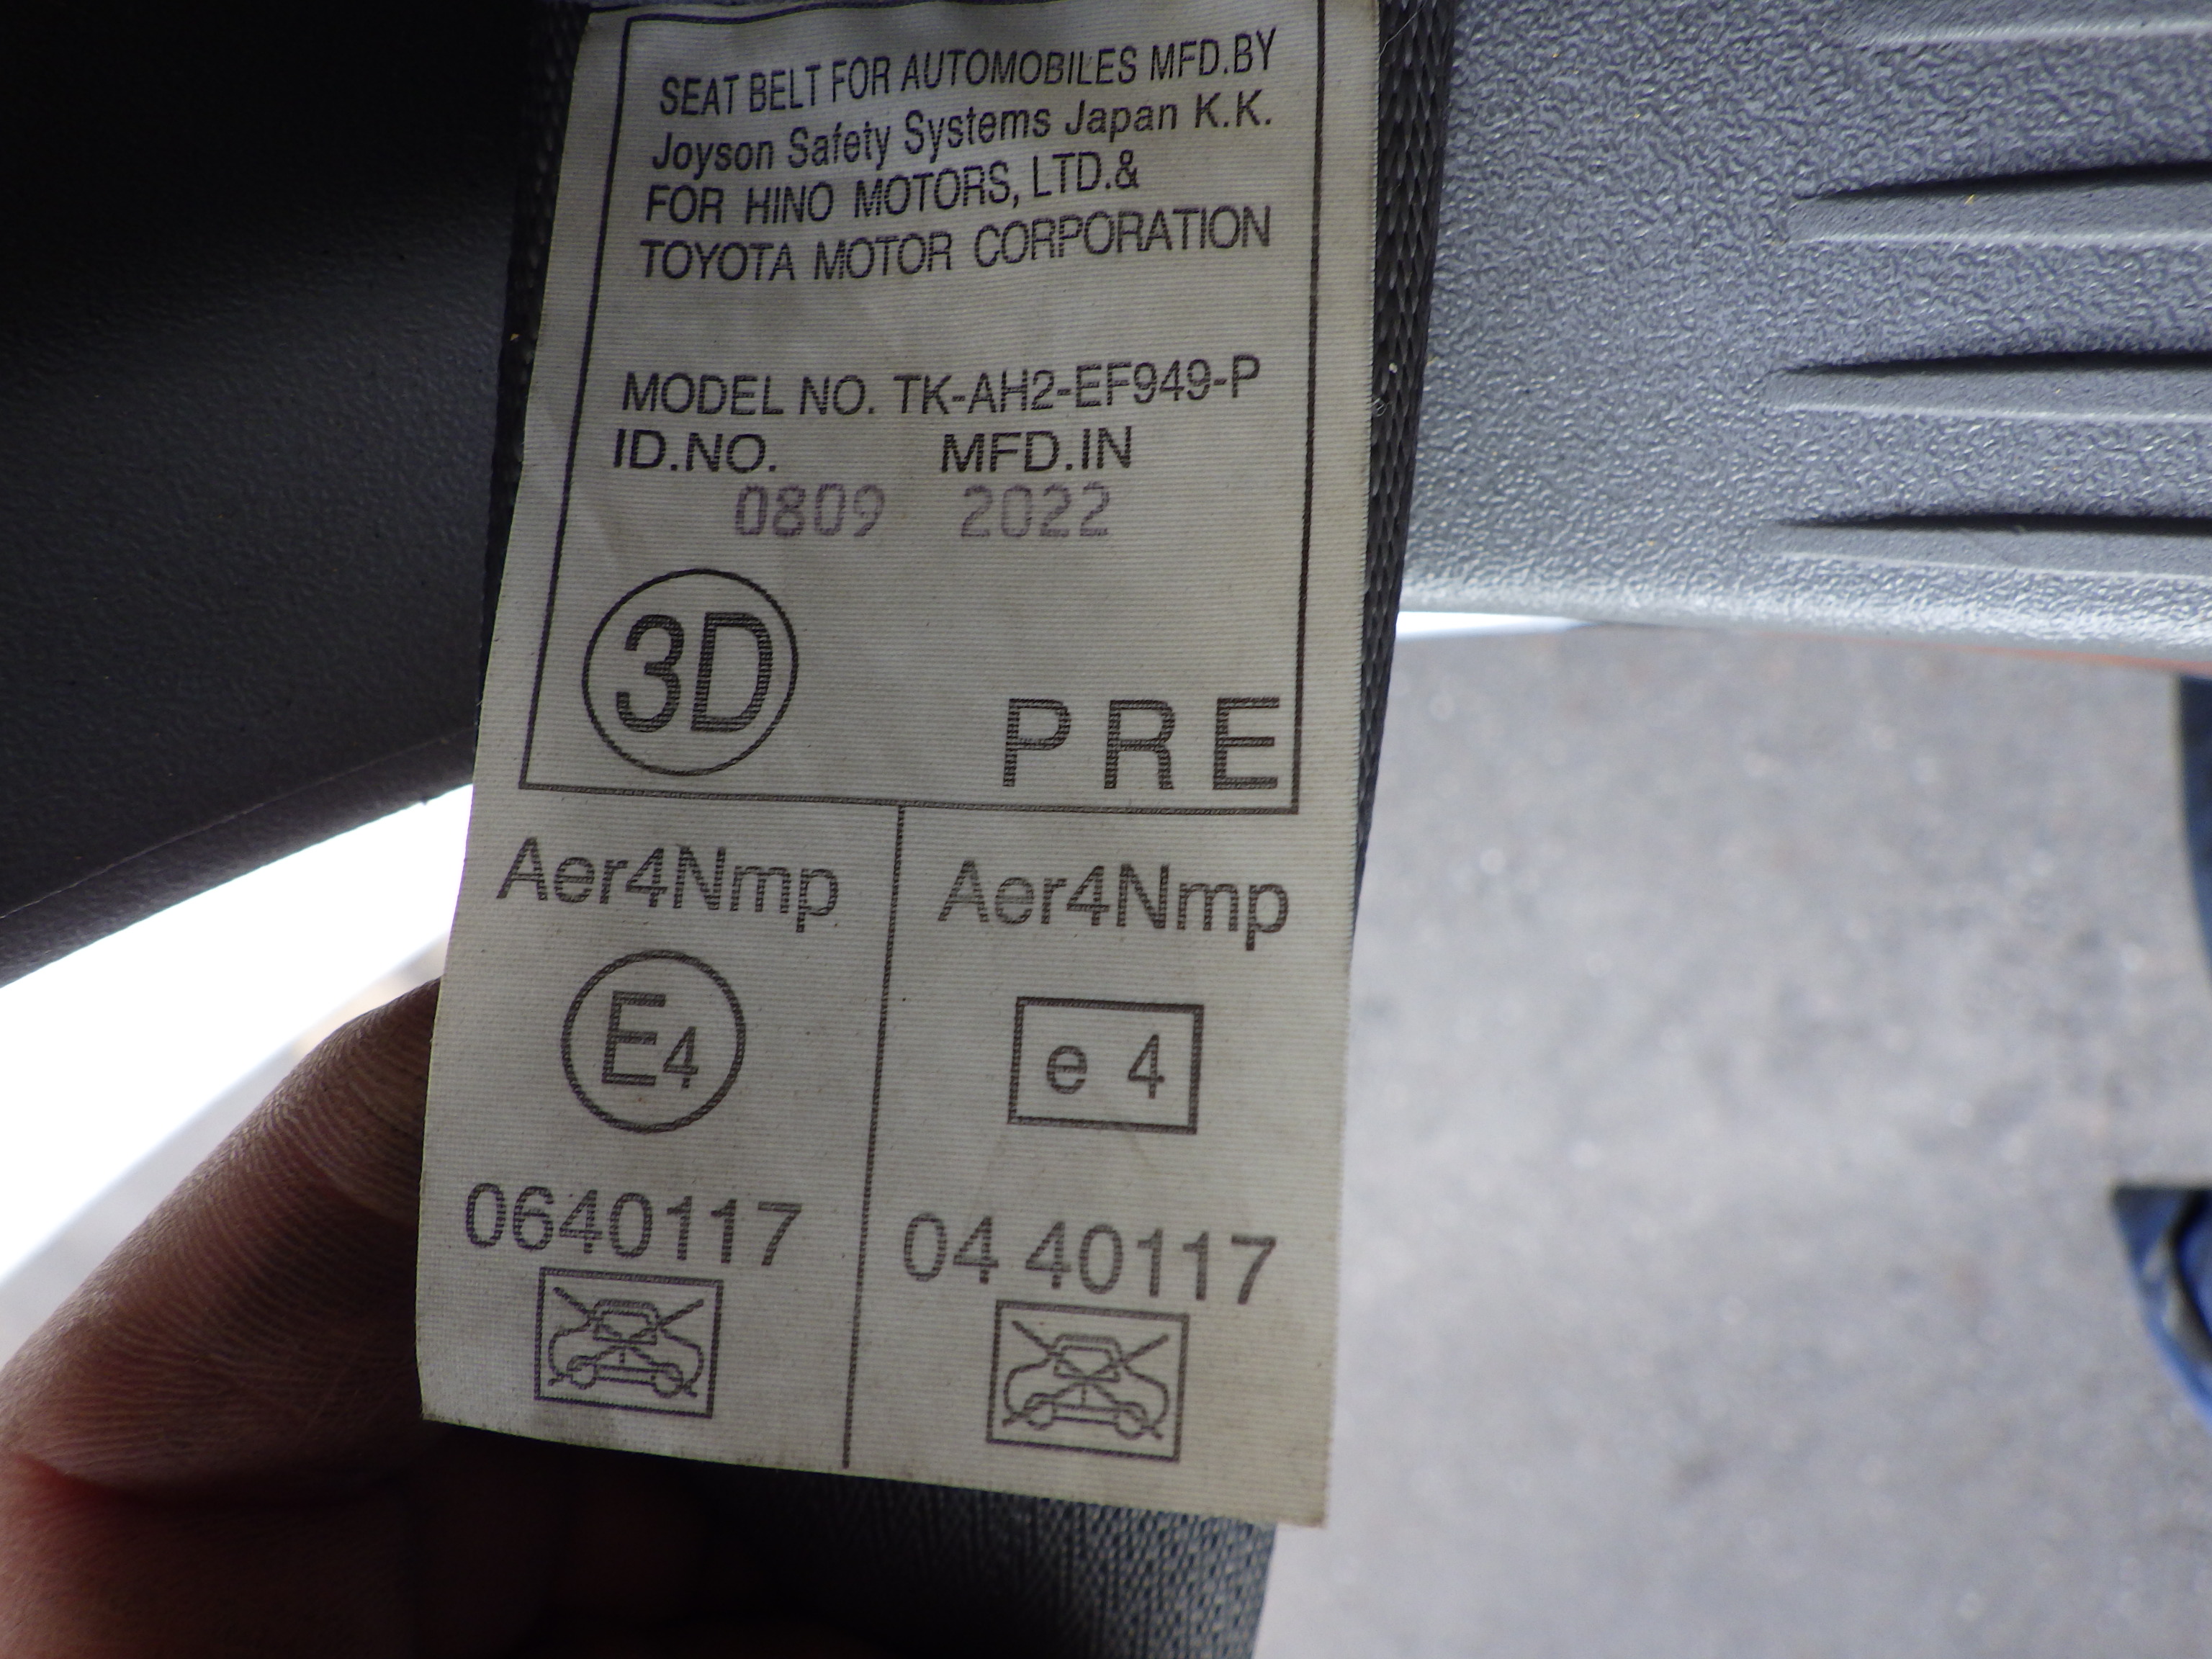 SEAT BELT FOR AUTOMOBILES MFD.BY
Joyson Safety Systems Japan K.K.
FOR HINO MOTORS, LTD.&
TOYOTA MOTOR CORPORATION
MODEL NO. TK-AH2-EF949-P
ID.NO. MFD.IN
0809 2022
3D
PRE
Aer4Nmp Aer4Nmp
E4 e 4
0640117 04 40117